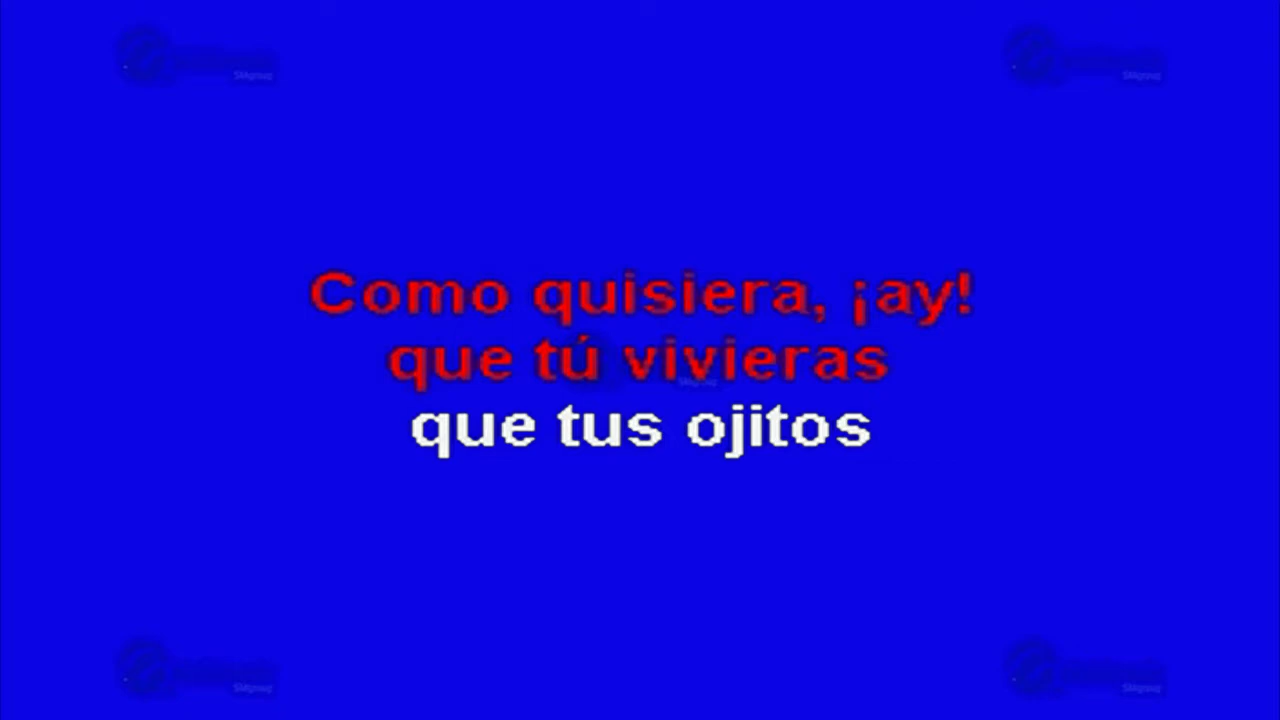 Como quisiera, ¡ay!
que tú vivieras
que tus ojitos